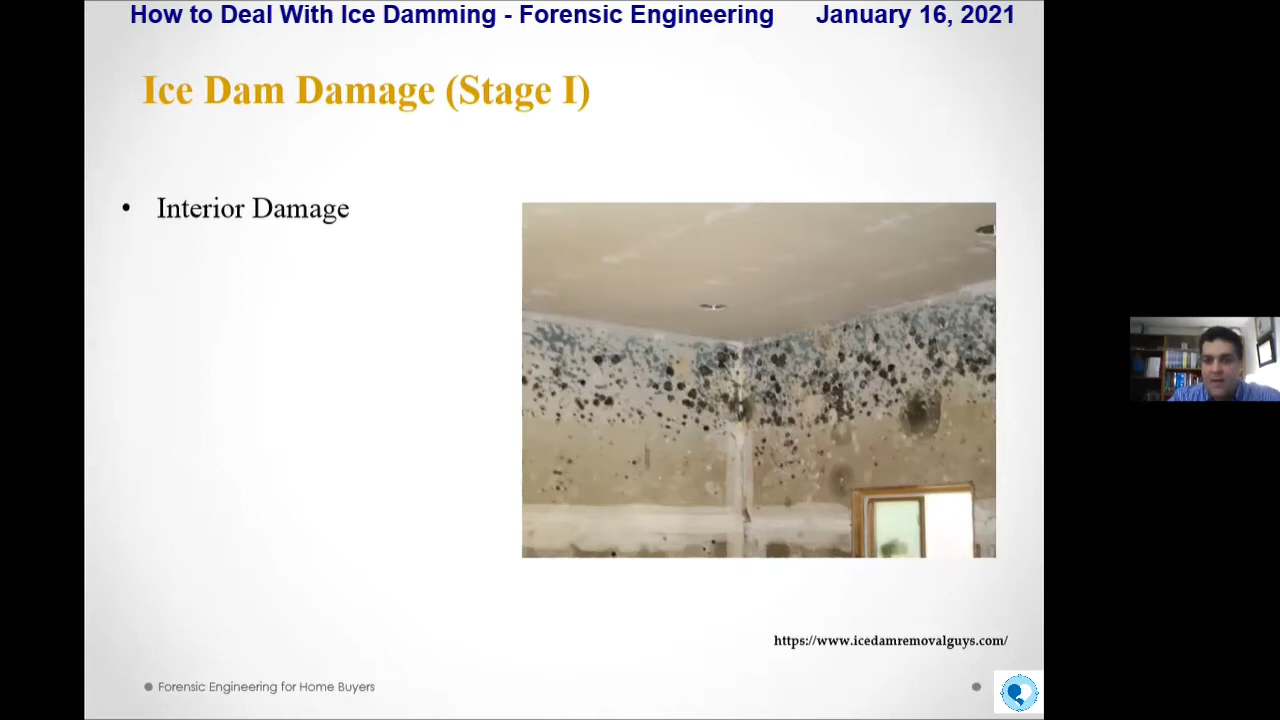 How to Deal With Ice Damming - Forensic Engineering January 16, 2021
Ice Dam Damage (Stage I)
• Interior Damage
https://www.icedamremovalguys.com/
Forensic Engineering for Home Buyers